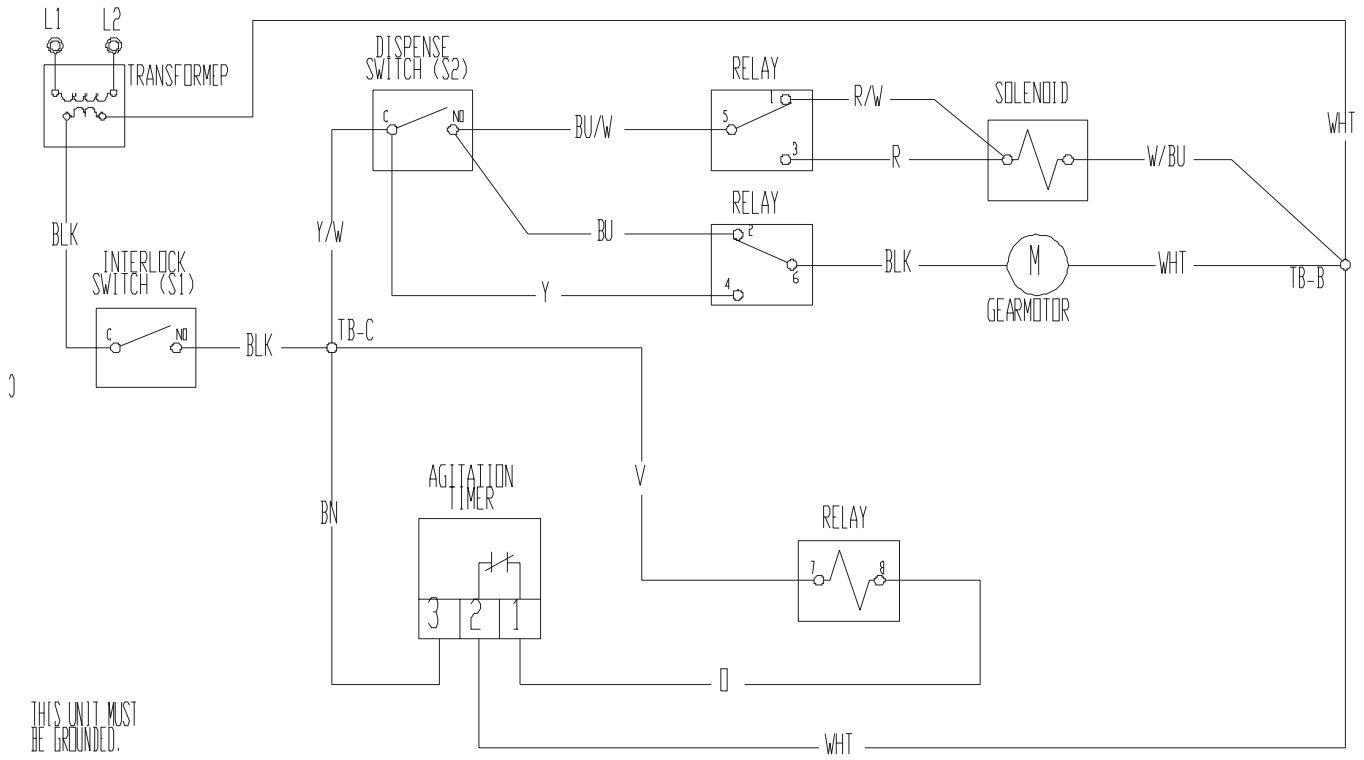 L1
L2
TRANSFORMEP
DISPENSE
SWITCH (S2)
C
NO
RELAY
1
5
3
R/W
SOLENOID
WHT
BU/W
R
W/BU
BLK
Y/W
RELAY
BU
2
6
4
BLK
M
WHT
TB-B
GEARMOTOR
INTERLOCK
SWITCH (S1)
Y
C
NO
BLK
TB-C
AGITATION
TIMER
V
BN
RELAY
7
8
3
2
1
O
THIS UNIT MUST
BE GROUNDED.
WHT